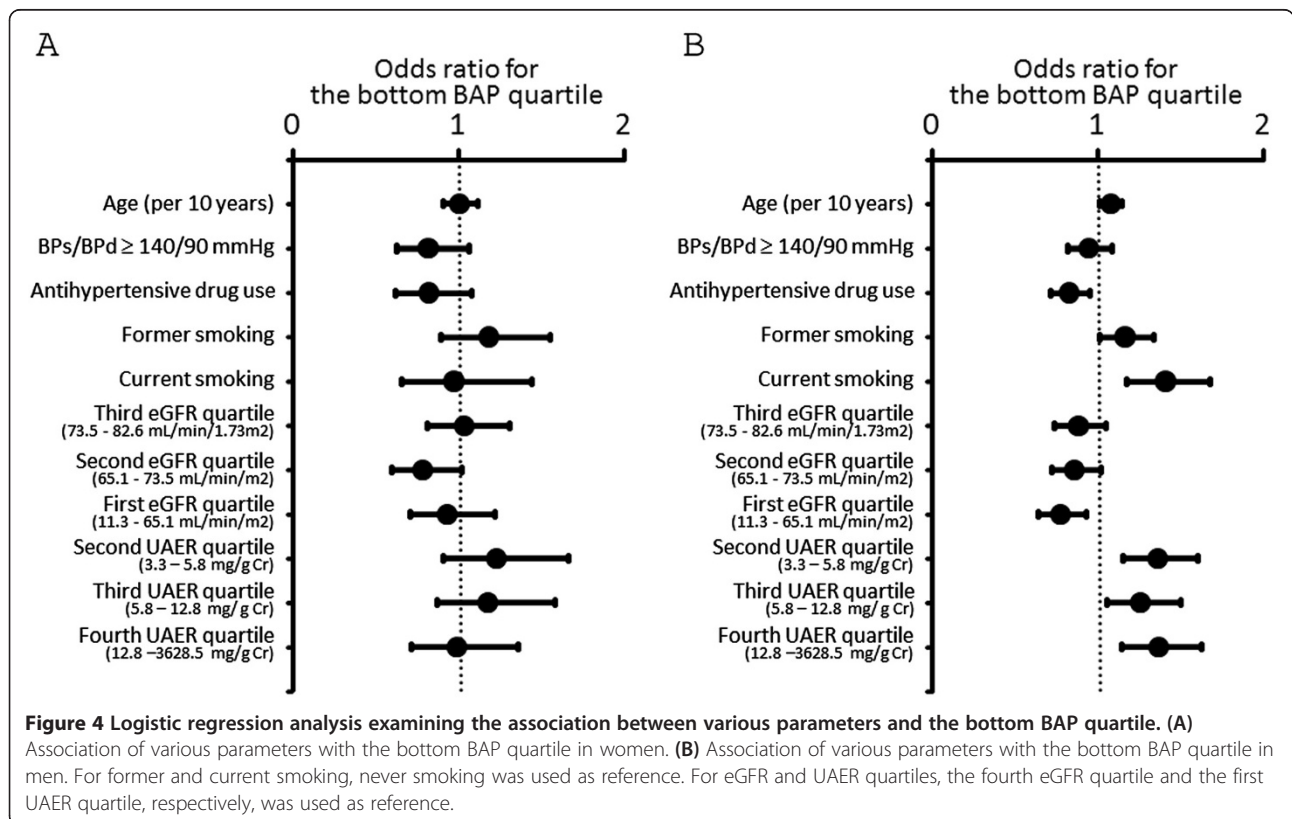 A
Odds ratio for
the bottom BAP quartile
0 1 2
Age (per 10 years)
BPs/BPd ≥ 140/90 mmHg
Antihypertensive drug use
Former smoking
Current smoking
Third eGFR quartile
(73.5 - 82.6 mL/min/1.73m2)
Second eGFR quartile
(65.1 - 73.5 mL/min/m2)
First eGFR quartile
(11.3 - 65.1 mL/min/m2)
Second UAER quartile
(3.3 – 5.8 mg/g Cr)
Third UAER quartile
(5.8 – 12.8 mg/g Cr)
Fourth UAER quartile
(12.8 –3628.5 mg/g Cr)
B
Odds ratio for
the bottom BAP quartile
0 1 2
Age (per 10 years)
BPs/BPd ≥ 140/90 mmHg
Antihypertensive drug use
Former smoking
Current smoking
Third eGFR quartile
(73.5 - 82.6 mL/min/1.73m2)
Second eGFR quartile
(65.1 - 73.5 mL/min/m2)
First eGFR quartile
(11.3 - 65.1 mL/min/m2)
Second UAER quartile
(3.3 – 5.8 mg/g Cr)
Third UAER quartile
(5.8 – 12.8 mg/g Cr)
Fourth UAER quartile
(12.8 –3628.5 mg/g Cr)
Figure 4 Logistic regression analysis examining the association between various parameters and the bottom BAP quartile. (A)
Association of various parameters with the bottom BAP quartile in women. (B) Association of various parameters with the bottom BAP quartile in
men. For former and current smoking, never smoking was used as reference. For eGFR and UAER quartiles, the fourth eGFR quartile and the first
UAER quartile, respectively, was used as reference.